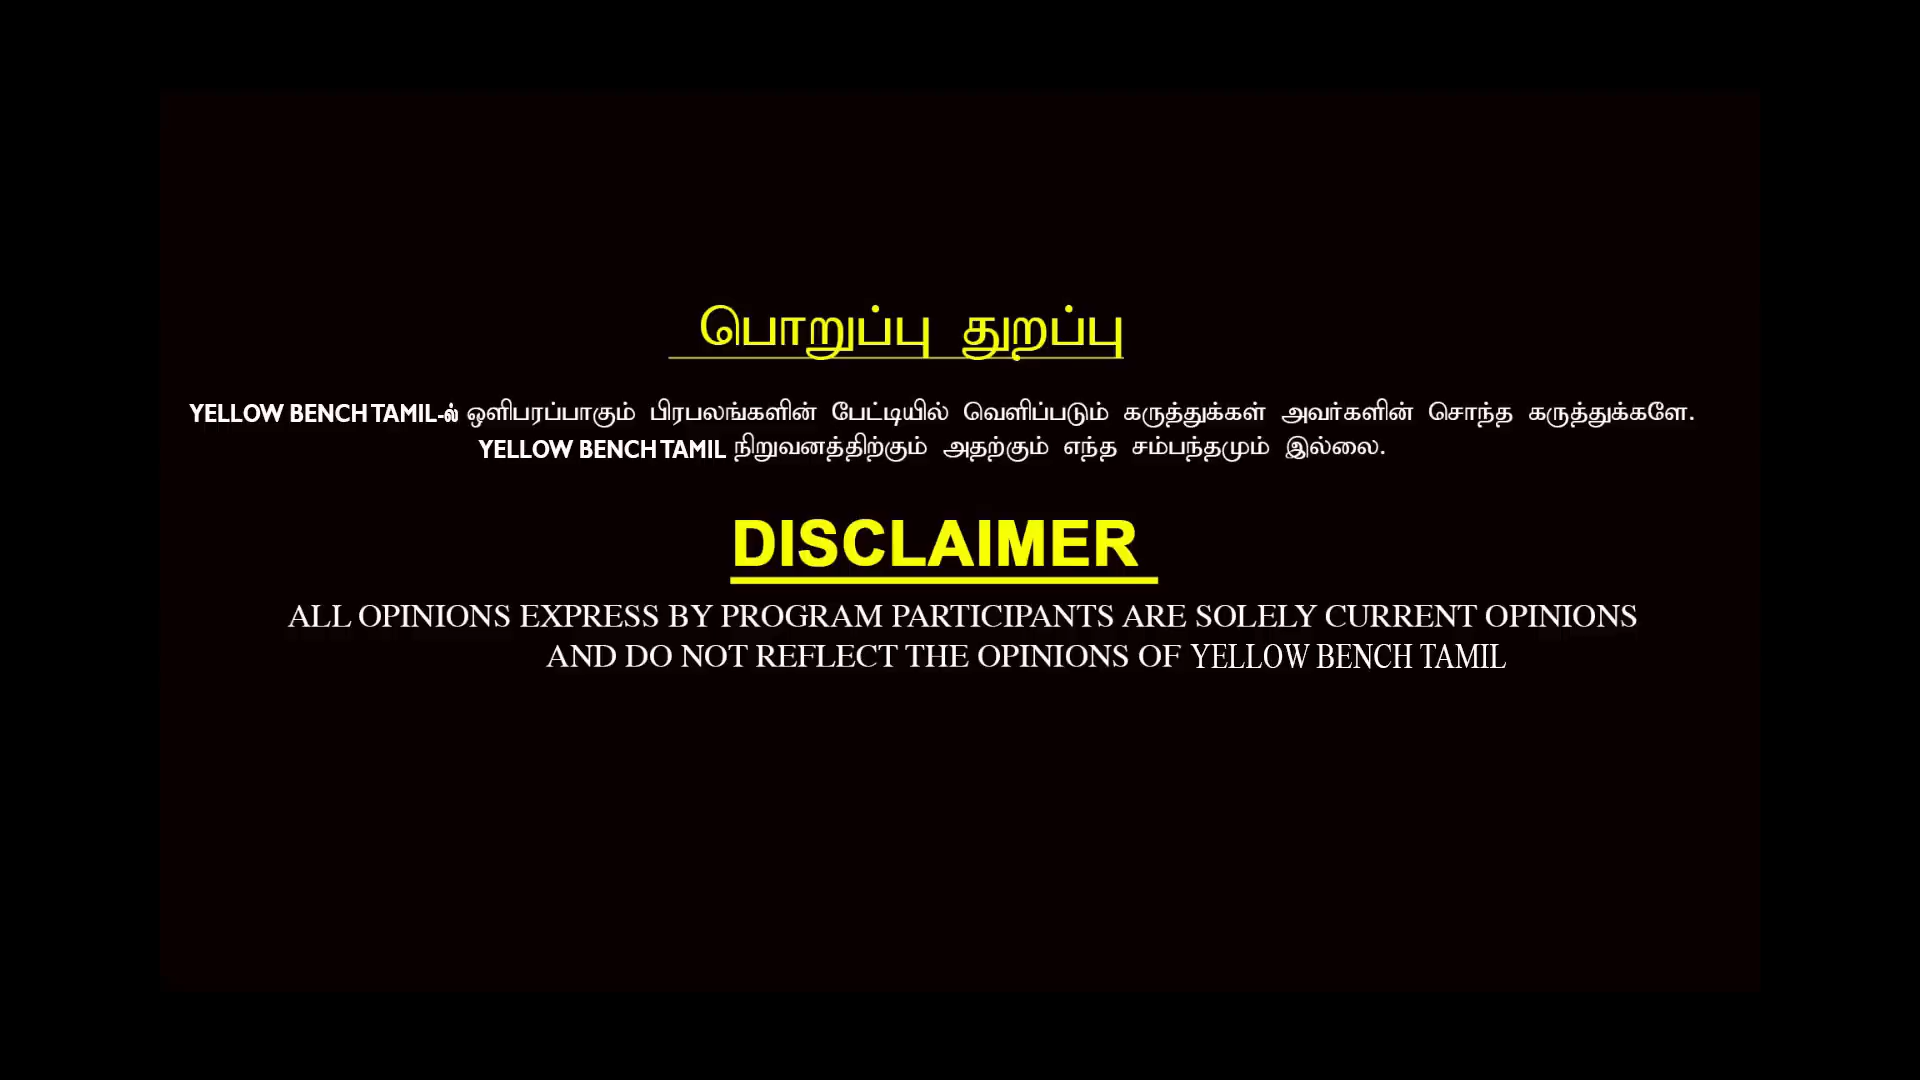 பொறுப்பு துறப்பு
YELLOW BENCH TAMIL-ல் ஒளிபரப்பாகும் பிரபலங்களின் பேட்டியில் வெளிப்படும் கருத்துக்கள் அவர்களின் சொந்த கருத்துக்களே.
YELLOW BENCH TAMIL நிறுவனத்திற்கும் அதற்கும் எந்த சம்பந்தமும் இல்லை.
DISCLAIMER
ALL OPINIONS EXPRESS BY PROGRAM PARTICIPANTS ARE SOLELY CURRENT OPINIONS
AND DO NOT REFLECT THE OPINIONS OF YELLOW BENCH TAMIL